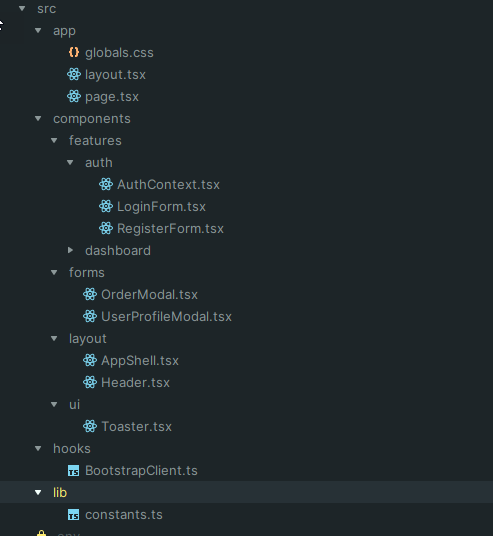 src
app
globals.css
layout.tsx
page.tsx
components
features
auth
AuthContext.tsx
LoginForm.tsx
RegisterForm.tsx
dashboard
forms
OrderModal.tsx
UserProfileModal.tsx
layout
AppShell.tsx
Header.tsx
ui
Toaster.tsx
hooks
TS BootstrapClient.ts
lib
TS constants.ts